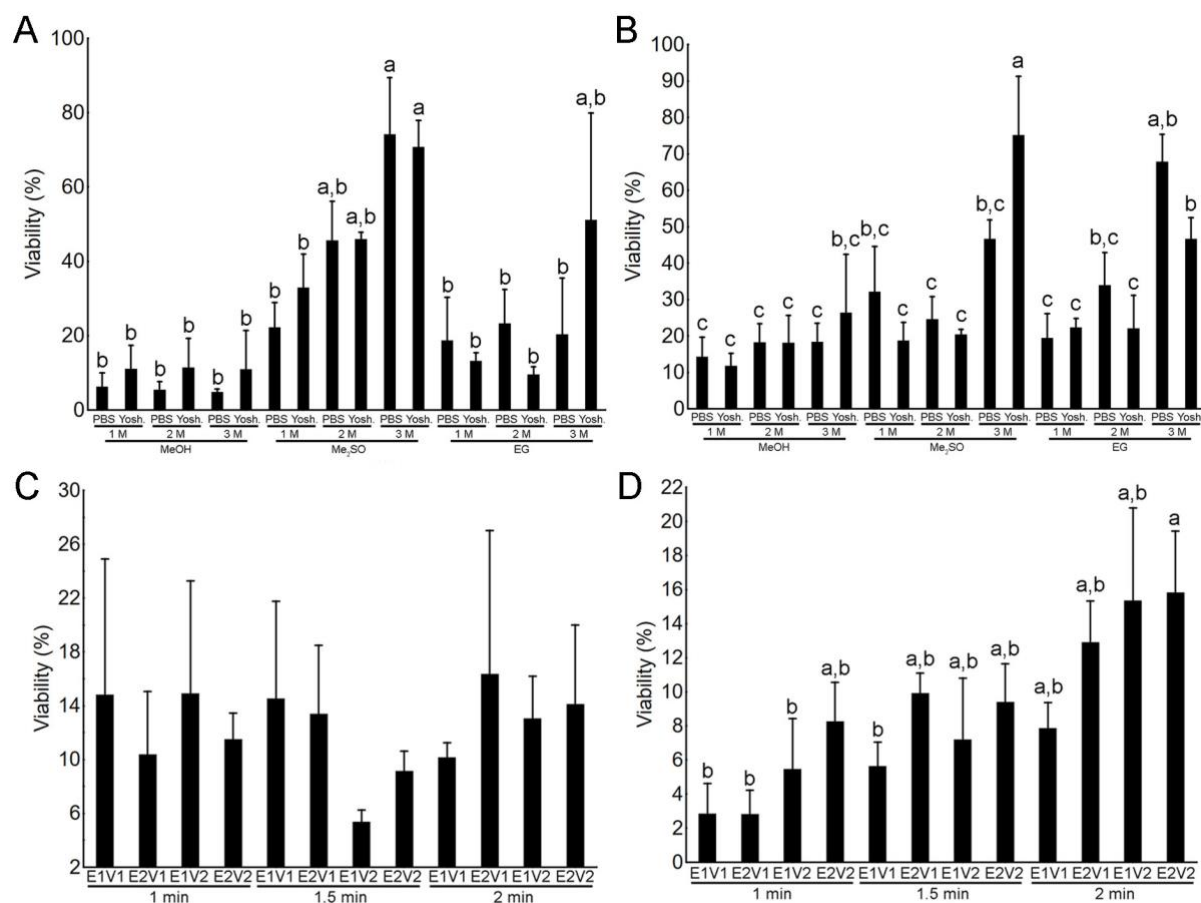 A
Viability (%)
100
80
60
40
20
0
b b b b b b b b a,b a,b a a b b b b b a,b
PBS Yosh. PBS Yosh. PBS Yosh. PBS Yosh. PBS Yosh. PBS Yosh. PBS Yosh. PBS Yosh. PBS Yosh.
1 M 2 M 3 M 1 M 2 M 3 M 1 M 2 M 3 M
MeOH Me₂SO EG
B
Viability (%)
100
90
80
70
60
50
40
30
20
10
0
c c c c c b,c b,c c c c b,c a c c b,c c a,b b
PBS Yosh. PBS Yosh. PBS Yosh. PBS Yosh. PBS Yosh. PBS Yosh. PBS Yosh. PBS Yosh. PBS Yosh.
1 M 2 M 3 M 1 M 2 M 3 M 1 M 2 M 3 M
MeOH Me₂SO EG
C
Viability (%)
30
26
22
18
14
10
6
2
E1V1 E2V1 E1V2 E2V2 E1V1 E2V1 E1V2 E2V2 E1V1 E2V1 E1V2 E2V2
1 min 1.5 min 2 min
D
Viability (%)
22
20
18
16
14
12
10
8
6
4
2
0
b b b a,b b a,b a,b a,b a,b a,b a,b a
E1V1 E2V1 E1V2 E2V2 E1V1 E2V1 E1V2 E2V2 E1V1 E2V1 E1V2 E2V2
1 min 1.5 min 2 min